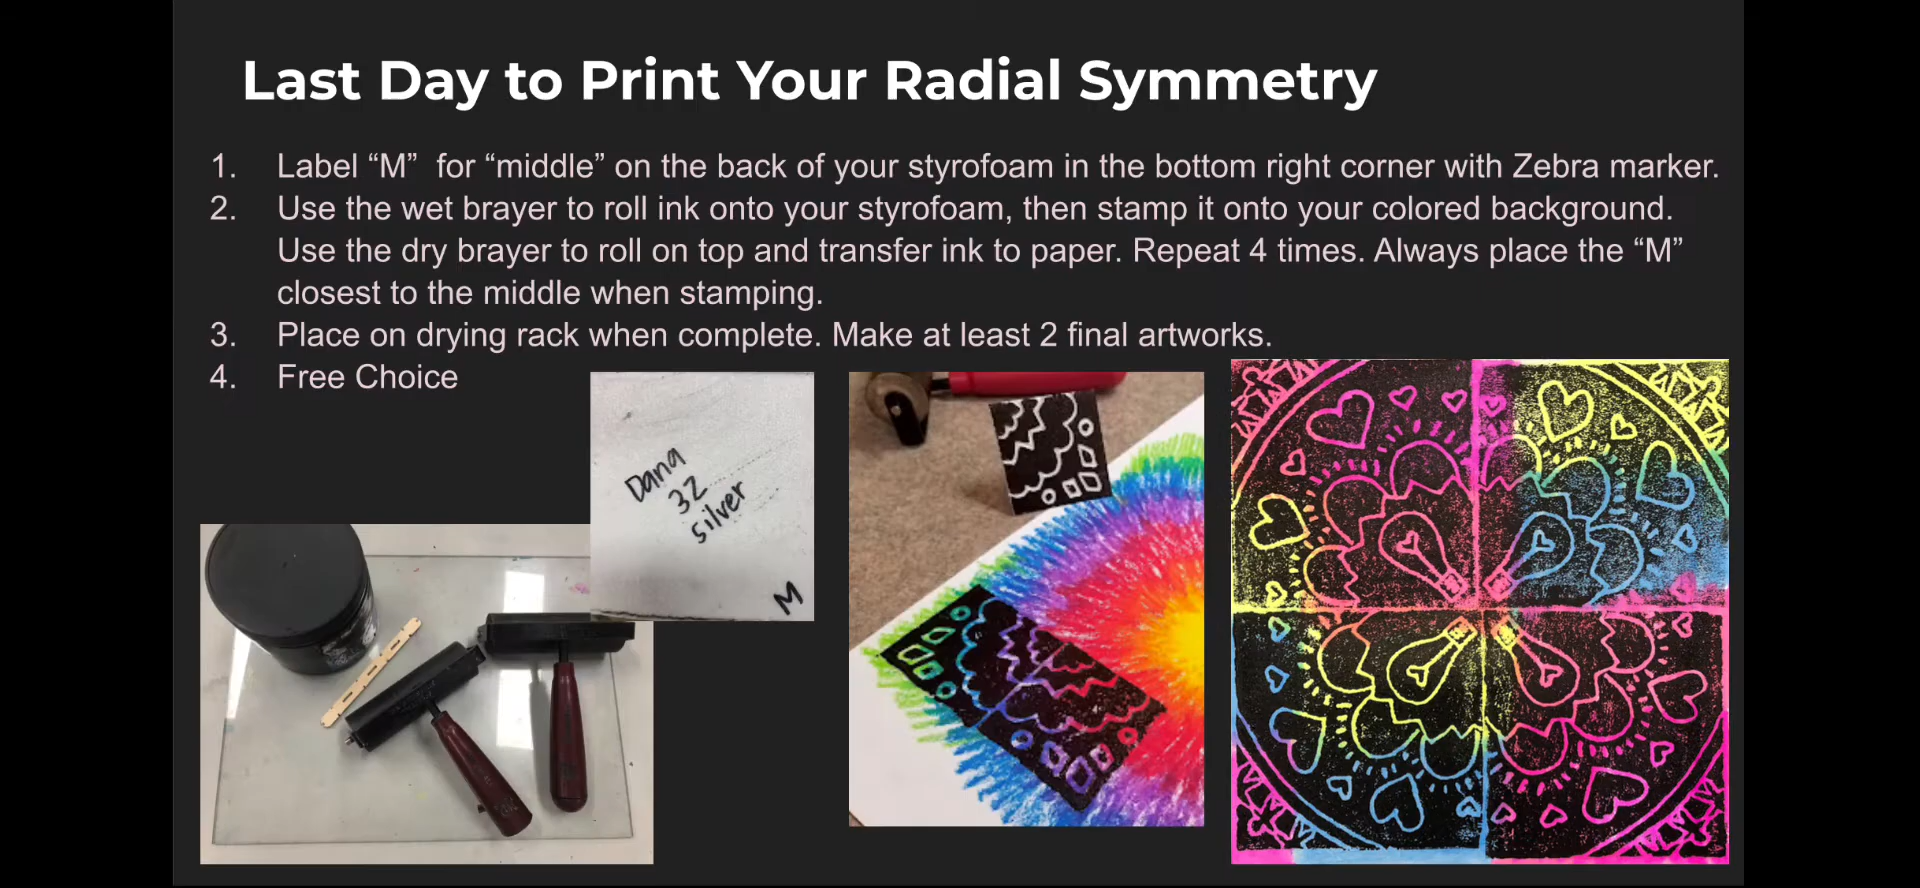 Last Day to Print Your Radial Symmetry
1. Label “M”  for “middle” on the back of your styrofoam in the bottom right corner with Zebra marker.
2. Use the wet brayer to roll ink onto your styrofoam, then stamp it onto your colored background.
Use the dry brayer to roll on top and transfer ink to paper. Repeat 4 times. Always place the “M”
closest to the middle when stamping.
3. Place on drying rack when complete. Make at least 2 final artworks.
4. Free Choice
Dana
3Z
silver
M